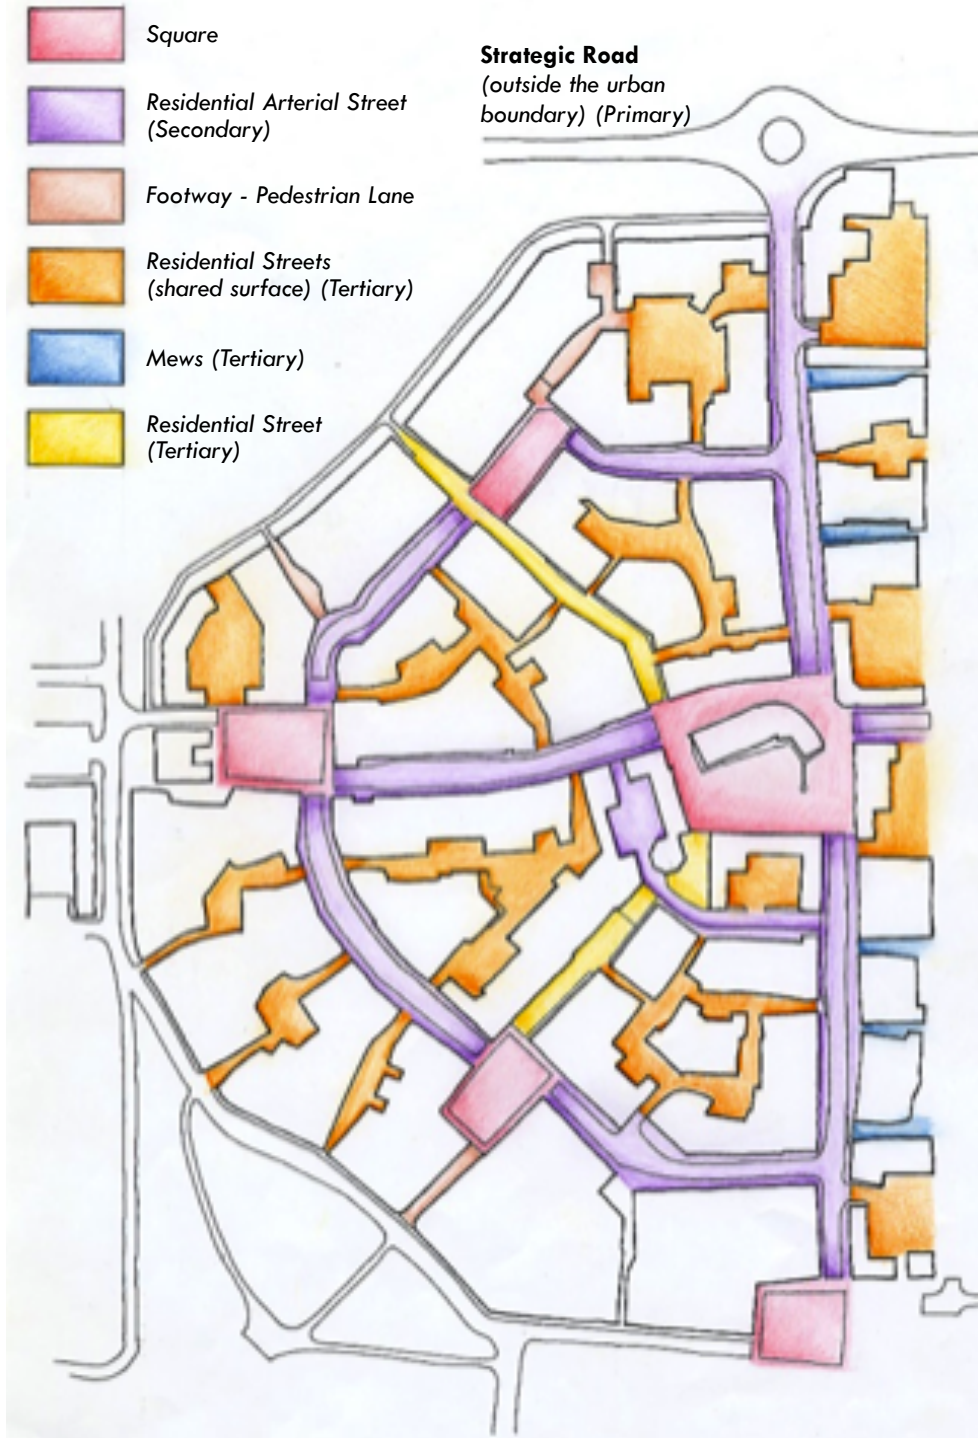 Square
Residential Arterial Street
(Secondary)
Footway - Pedestrian Lane
Residential Streets
(shared surface) (Tertiary)
Mews (Tertiary)
Residential Street
(Tertiary)
Strategic Road
(outside the urban
boundary) (Primary)